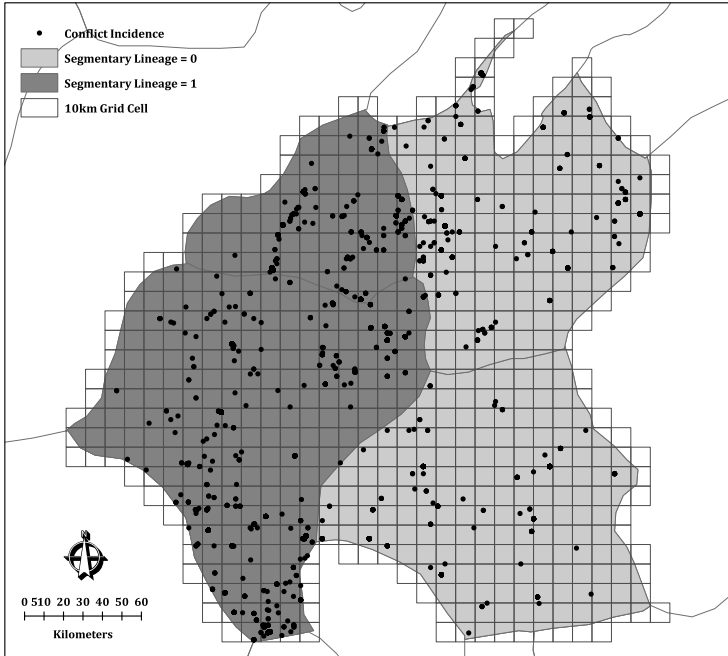 Conflict Incidence
Segmentary Lineage = 0
Segmentary Lineage = 1
10km Grid Cell
0 510 20 30 40 50 60
Kilometers